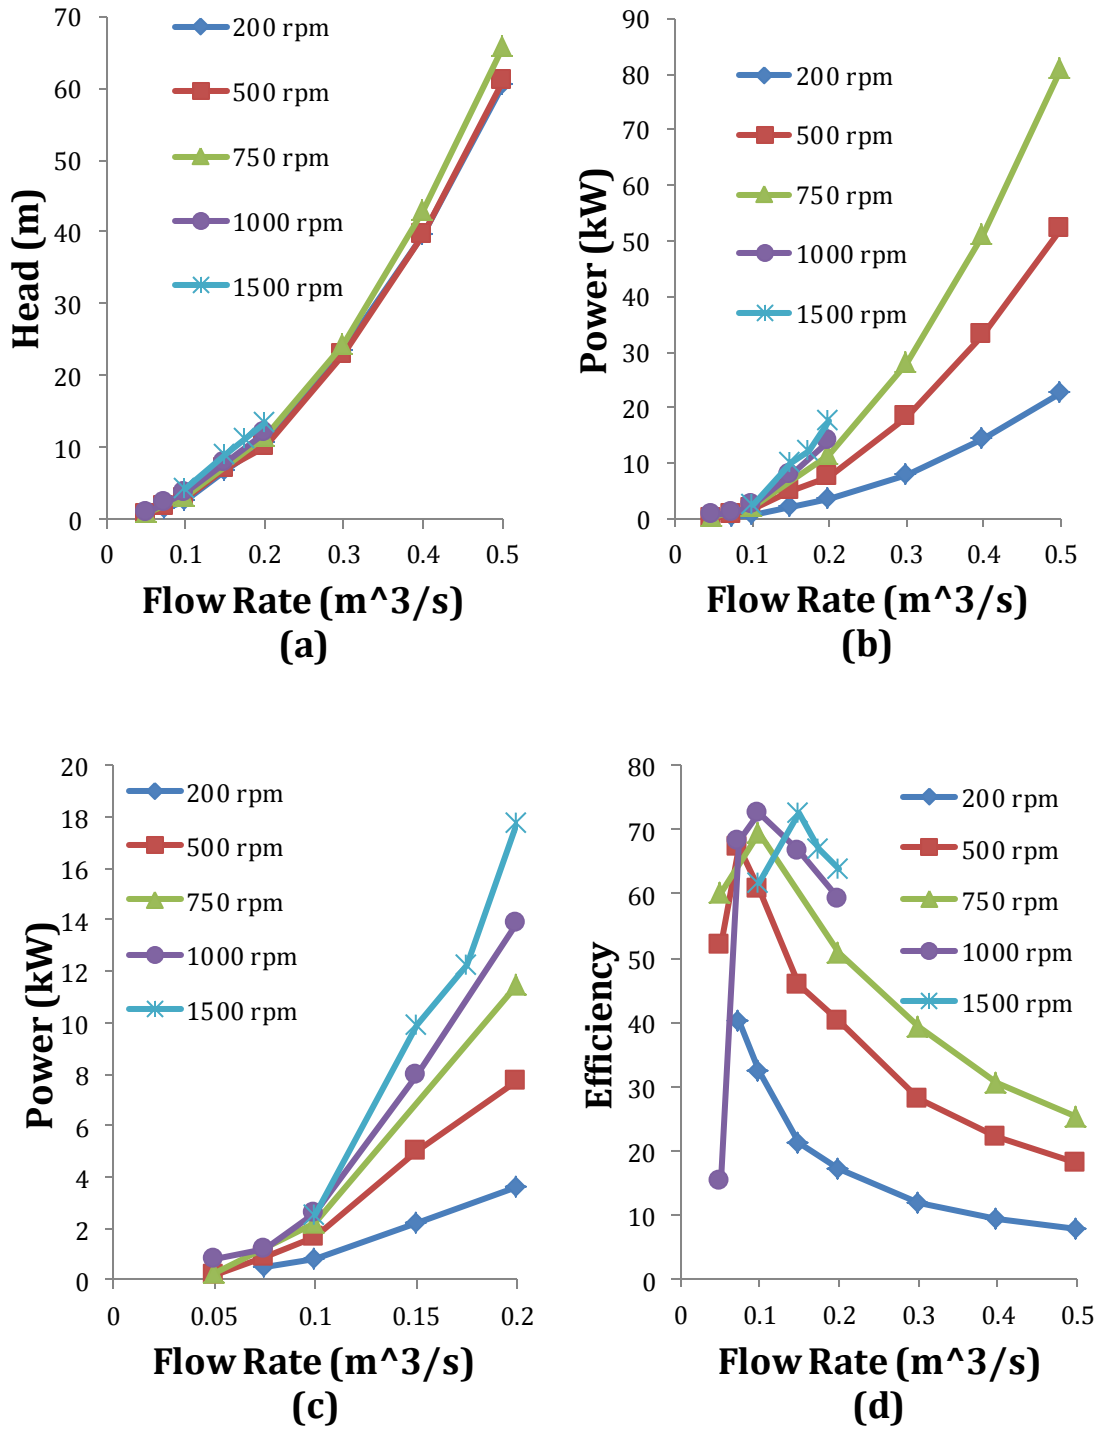 70
60
50
40
30
20
10
0
Head (m)
200 rpm
500 rpm
750 rpm
1000 rpm
1500 rpm
0 0.1 0.2 0.3 0.4 0.5
Flow Rate (m^3/s)
(a)
90
80
70
60
50
40
30
20
10
0
Power (kW)
200 rpm
500 rpm
750 rpm
1000 rpm
1500 rpm
0 0.1 0.2 0.3 0.4 0.5
Flow Rate (m^3/s)
(b)
20
18
16
14
12
10
8
6
4
2
0
Power (kW)
200 rpm
500 rpm
750 rpm
1000 rpm
1500 rpm
0 0.05 0.1 0.15 0.2
Flow Rate (m^3/s)
(c)
80
70
60
50
40
30
20
10
0
Efficiency
200 rpm
500 rpm
750 rpm
1000 rpm
1500 rpm
0 0.1 0.2 0.3 0.4 0.5
Flow Rate (m^3/s)
(d)